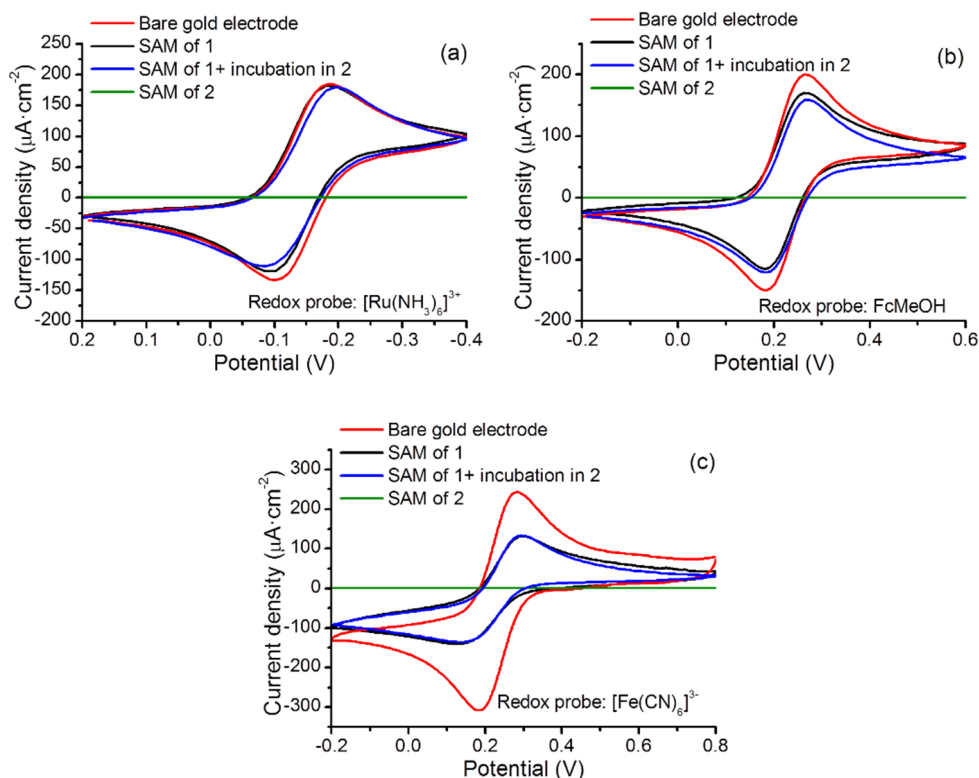 Bare gold electrode
SAM of 1
SAM of 1+ incubation in 2
SAM of 2
(a)
Current density (µA·cm⁻²)
200
150
100
50
0
-50
-100
-150
-200
0.2
0.1
0.0
-0.1
-0.2
-0.3
-0.4
Potential (V)
Redox probe: [Ru(NH₃)₆]³⁺
Bare gold electrode
SAM of 1
SAM of 1+ incubation in 2
SAM of 2
(b)
Current density (µA·cm⁻²)
200
100
0
-100
-200
-0.2
0.0
0.2
0.4
0.6
Potential (V)
Redox probe: FcMeOH
Bare gold electrode
SAM of 1
SAM of 1+ incubation in 2
SAM of 2
(c)
Current density (µA·cm⁻²)
300
200
100
0
-100
-200
-300
-0.2
0.0
0.2
0.4
0.6
0.8
Potential (V)
Redox probe: [Fe(CN)₆]³⁻